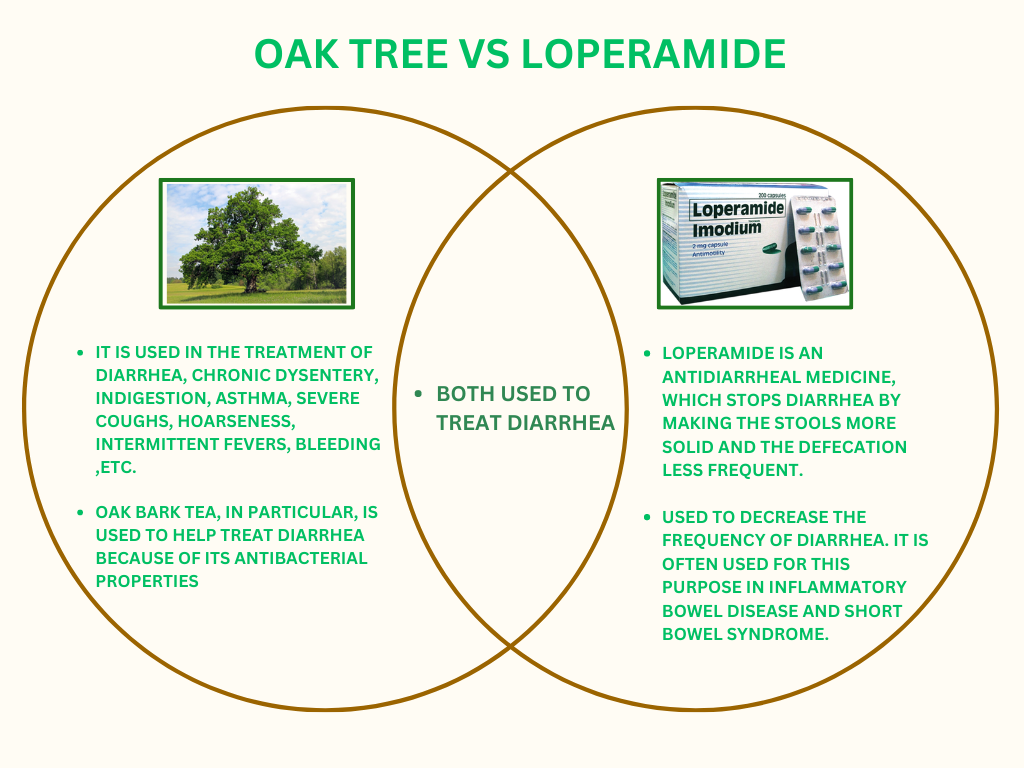 OAK TREE VS LOPERAMIDE
200 capsules
Loperamide
Imodium
2 mg capsule
Antimotility
• IT IS USED IN THE TREATMENT OF
DIARRHEA, CHRONIC DYSENTERY,
INDIGESTION, ASTHMA, SEVERE
COUGHS, HOARSENESS,
INTERMITTENT FEVERS, BLEEDING
,ETC.
• OAK BARK TEA, IN PARTICULAR, IS
USED TO HELP TREAT DIARRHEA
BECAUSE OF ITS ANTIBACTERIAL
PROPERTIES
• BOTH USED TO
TREAT DIARRHEA
• LOPERAMIDE IS AN
ANTIDIARRHEAL MEDICINE,
WHICH STOPS DIARRHEA BY
MAKING THE STOOLS MORE
SOLID AND THE DEFECATION
LESS FREQUENT.
• USED TO DECREASE THE
FREQUENCY OF DIARRHEA. IT IS
OFTEN USED FOR THIS
PURPOSE IN INFLAMMATORY
BOWEL DISEASE AND SHORT
BOWEL SYNDROME.